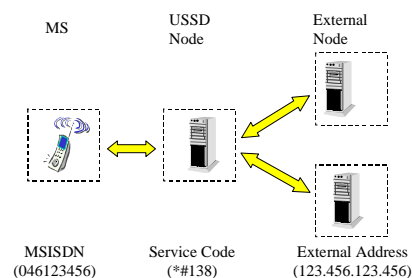 MS
USSD
Node
External
Node
MSISDN
(046123456)
Service Code
(*#138)
External Address
(123.456.123.456)